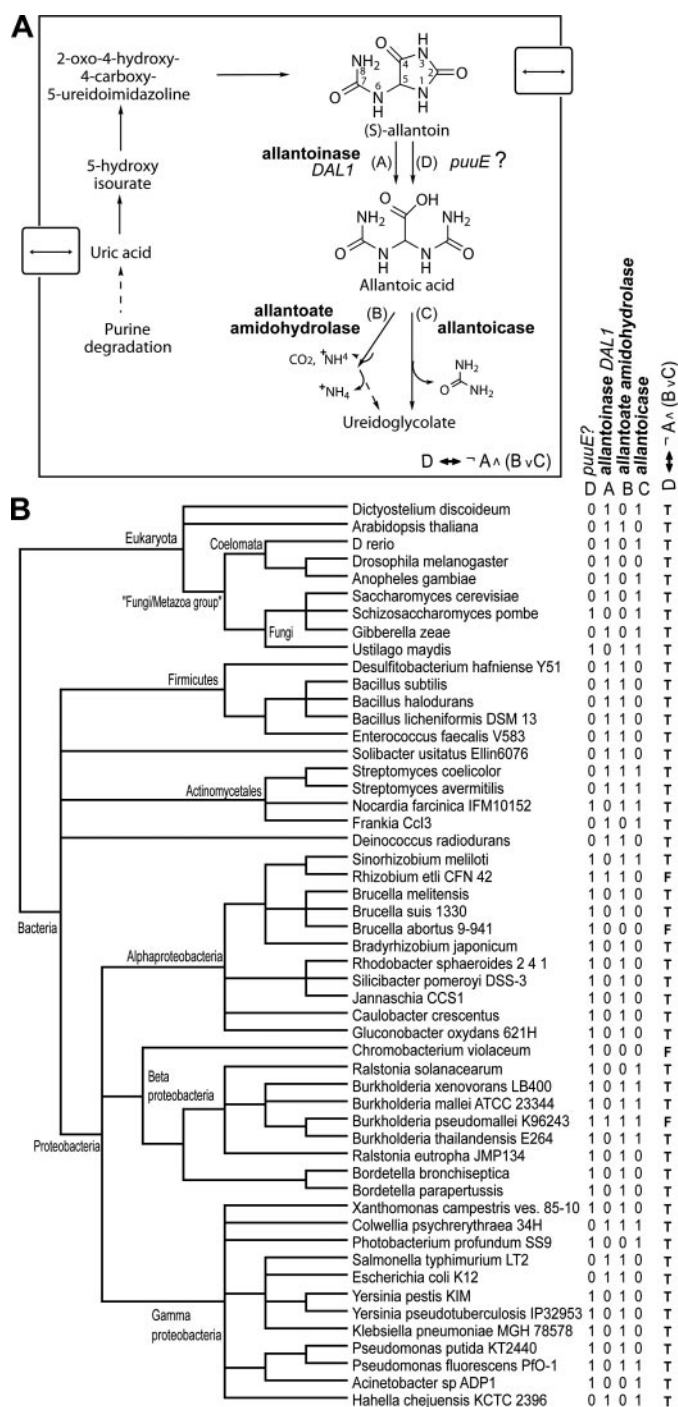 A
2-oxo-4-hydroxy-
4-carboxy-
5-ureidoimidazoline
5-hydroxy
isourate
Uric acid
Purine
degradation
NH2
8
7
O
N
H
6
O
4
5
H
N
3
2
O
1
N
H
(S)-allantoin
allantoinase
DAL1
(A)
(D)
puuE ?
O
OH
NH2
NH2
O
N
H
N
H
O
Allantoic acid
allantoate
amidohydrolase
(B)
(C)
allantoicase
CO2, +NH4
+NH4
NH2
O
NH2
Ureidoglycolate
D ↔ ¬ A ∧ (B ∨ C)
puuE?
allantoinase DAL1
allantoate amidohydrolase
allantoicase
D ↔ ¬ A ∧ (B ∨ C)
D A B C
B
Eukaryota
Coelomata
"Fungi/Metazoa group"
Fungi
Firmicutes
Actinomycetales
Bacteria
Alphaproteobacteria
Beta
proteobacteria
Proteobacteria
Gamma
proteobacteria
Dictyostelium discoideum 0 1 0 1 T
Arabidopsis thaliana 0 1 1 0 T
D rerio 0 1 0 1 T
Drosophila melanogaster 0 1 0 0 T
Anopheles gambiae 0 1 0 1 T
Saccharomyces cerevisiae 0 1 0 1 T
Schizosaccharomyces pombe 1 0 0 1 T
Gibberella zeae 0 1 0 1 T
Ustilago maydis 1 0 1 1 T
Desulfitobacterium hafniense Y51 0 1 1 0 T
Bacillus subtilis 0 1 1 0 T
Bacillus halodurans 0 1 1 0 T
Bacillus licheniformis DSM 13 0 1 1 0 T
Enterococcus faecalis V583 0 1 1 0 T
Solibacter usitatus Ellin6076 0 1 1 0 T
Streptomyces coelicolor 0 1 1 1 T
Streptomyces avermitilis 0 1 1 1 T
Nocardia farcinica IFM10152 1 0 1 1 T
Frankia CcI3 0 1 0 1 T
Deinococcus radiodurans 0 1 1 0 T
Sinorhizobium meliloti 1 0 1 1 T
Rhizobium etli CFN 42 1 1 1 0 F
Brucella melitensis 1 0 1 0 T
Brucella suis 1330 1 0 1 0 T
Brucella abortus 9-941 1 0 0 0 F
Bradyrhizobium japonicum 1 0 1 0 T
Rhodobacter sphaeroides 2 4 1 1 0 1 0 T
Silicibacter pomeroyi DSS-3 1 0 1 0 T
Jannaschia CCS1 1 0 1 0 T
Caulobacter crescentus 1 0 1 0 T
Gluconobacter oxydans 621H 1 0 1 0 T
Chromobacterium violaceum 1 0 0 0 F
Ralstonia solanacearum 1 0 0 1 T
Burkholderia xenovorans LB400 1 0 1 1 T
Burkholderia mallei ATCC 23344 1 0 1 1 T
Burkholderia pseudomallei K96243 1 1 1 1 F
Burkholderia thailandensis E264 1 0 1 1 T
Ralstonia eutropha JMP134 1 0 1 0 T
Bordetella bronchiseptica 1 0 1 0 T
Bordetella parapertussis 1 0 1 0 T
Xanthomonas campestris ves. 85-10 1 0 1 0 T
Colwellia psychrerythraea 34H 0 1 1 1 T
Photobacterium profundum SS9 1 0 0 1 T
Salmonella typhimurium LT2 0 1 1 0 T
Escherichia coli K12 0 1 1 0 T
Yersinia pestis KIM 1 0 1 0 T
Yersinia pseudotuberculosis IP32953 1 0 1 0 T
Klebsiella pneumoniae MGH 78578 1 0 1 0 T
Pseudomonas putida KT2440 1 0 1 0 T
Pseudomonas fluorescens PfO-1 1 0 1 1 T
Acinetobacter sp ADP1 1 0 0 1 T
Hahella chejuensis KCTC 2396 0 1 0 1 T